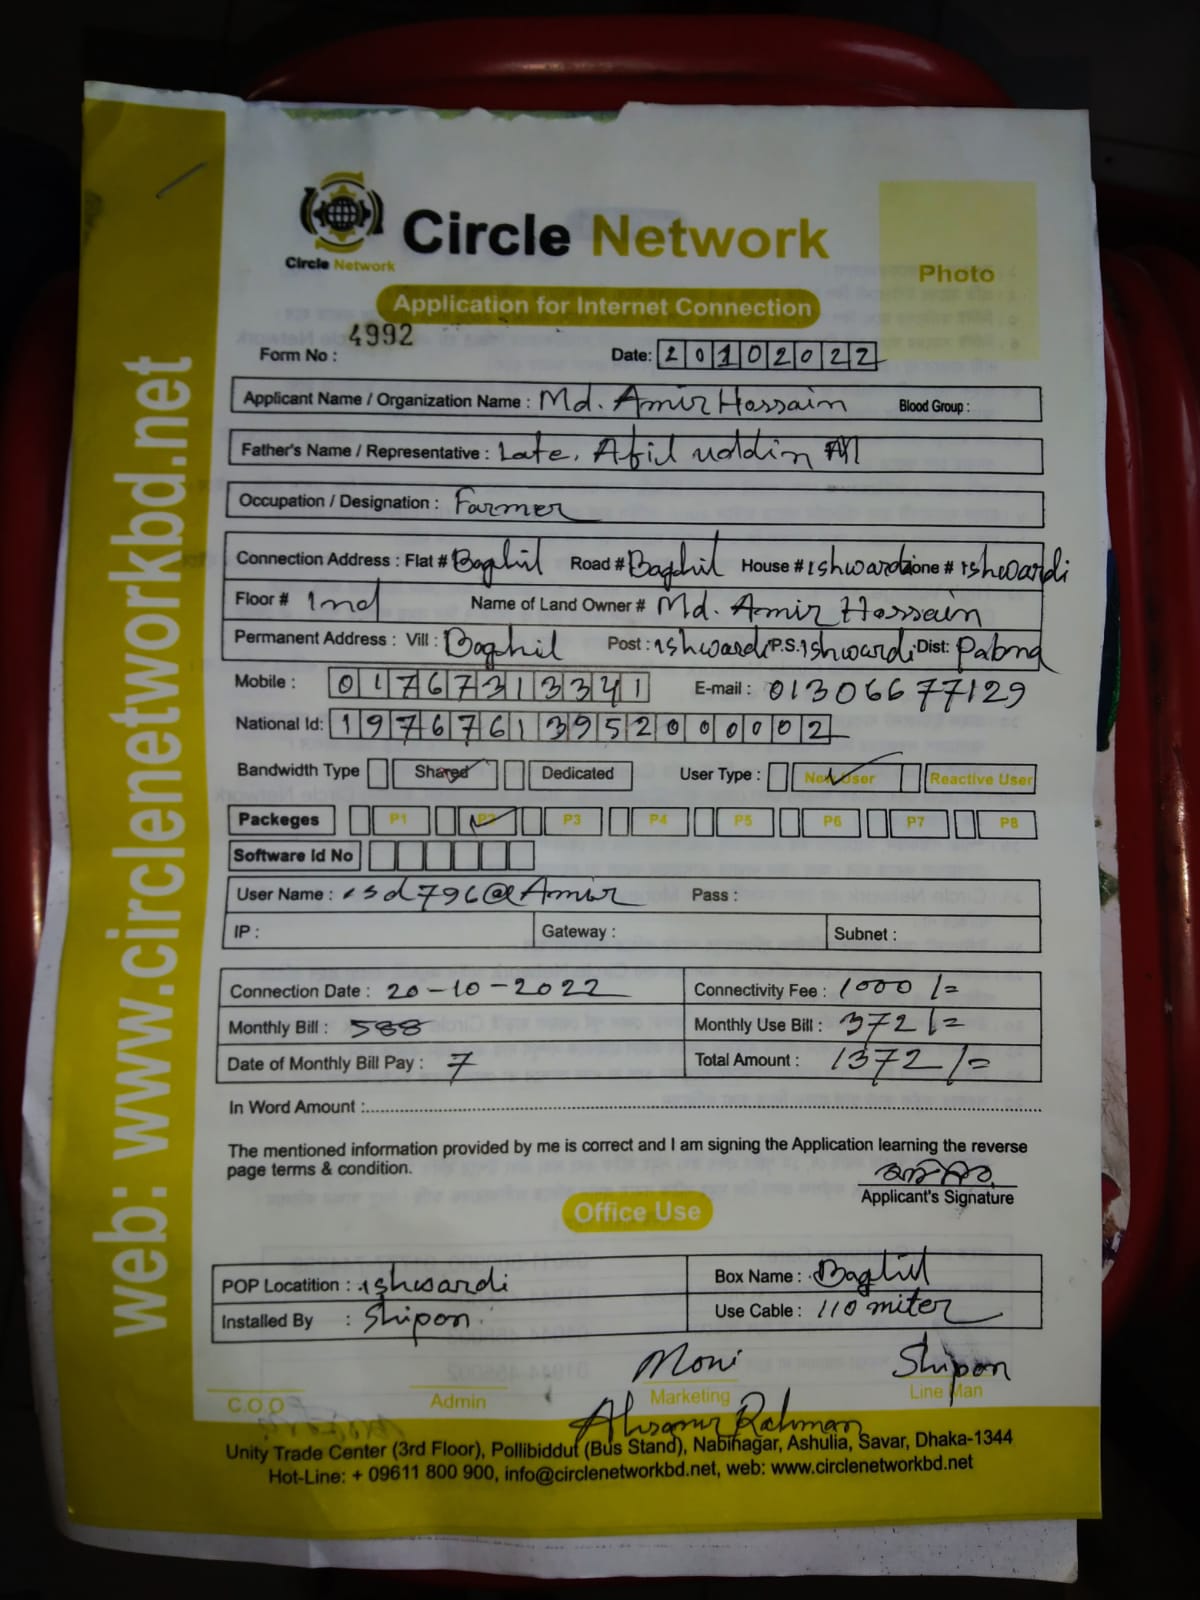 web: www.circlenetworkbd.net
Circle Network
Circle Network
Photo
Application for Internet Connection
Form No : 4992
Date: 20102022
Applicant Name / Organization Name : Md. Amir Hossain Blood Group :
Father's Name / Representative : Late. Afil uddin
Occupation / Designation : Farmer
Connection Address : Flat # Baghil Road # Baghil House # ishwardi Zone # ishwardi
Floor # 1nd Name of Land Owner # Md. Amir Hossain
Permanent Address : Vill : Baghil Post : ishwardi P.S. ishwardi Dist: Pabna
Mobile : 01767313341 E-mail : 01306677129
National Id: 19767613952000002
Bandwidth Type Shared Dedicated User Type : New User Reactive User
Packeges P1 P2 P3 P4 P5 P6 P7 P8
Software Id No
User Name : isd796@Amir Pass :
IP : Gateway : Subnet :
Connection Date : 20-10-2022 Connectivity Fee : 1000/=
Monthly Bill : 588 Monthly Use Bill : 372/=
Date of Monthly Bill Pay : 7 Total Amount : 1372/=
In Word Amount :
The mentioned information provided by me is correct and I am signing the Application learning the reverse
page terms & condition.
Applicant's Signature
Office Use
POP Locatition : ishwardi Box Name : Baghil
Installed By : Shipon Use Cable : 110 miter
Moni Shipon
C.O.O Admin Marketing Line Man
Rahman
Unity Trade Center (3rd Floor), Pollibiddut (Bus Stand), Nabinagar, Ashulia, Savar, Dhaka-1344
Hot-Line: + 09611 800 900, info@circlenetworkbd.net, web: www.circlenetworkbd.net